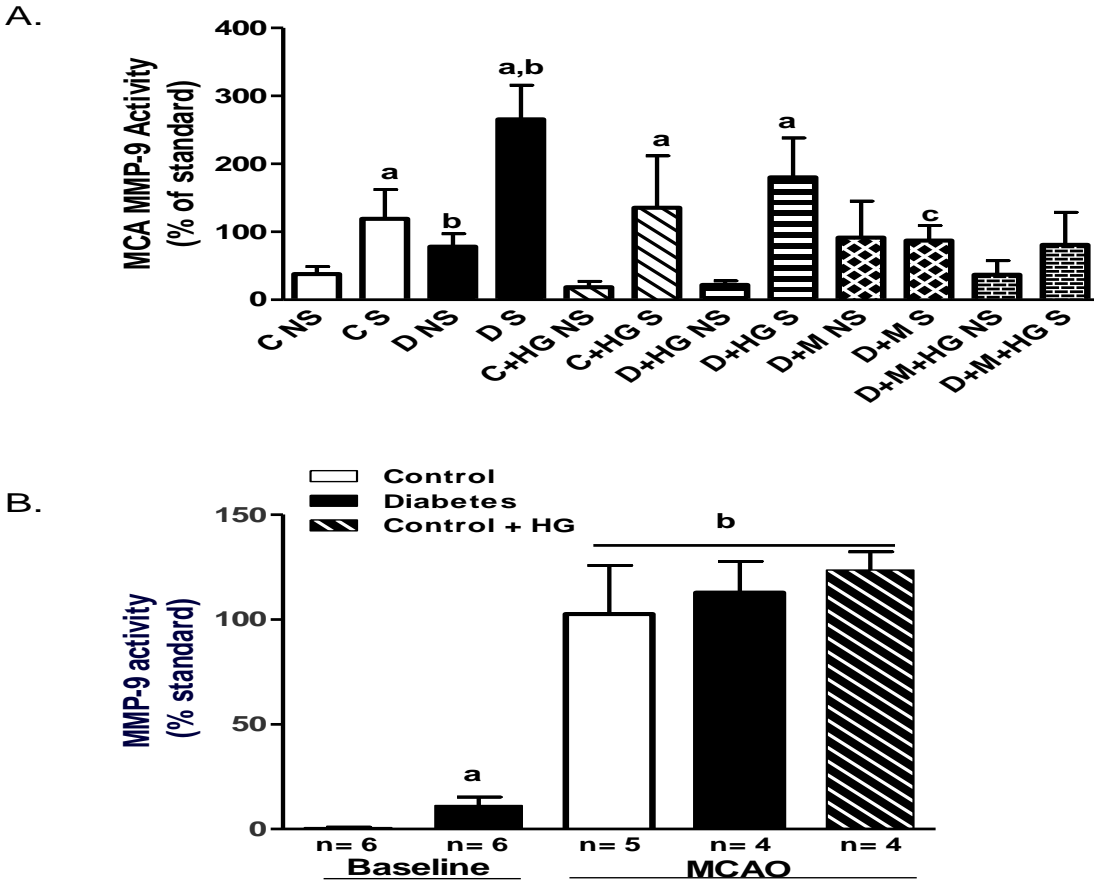 A.
MCA MMP-9 Activity
(% of standard)
400
300
200
100
0
a
b
a,b
a
a
c
C NS
C S
D NS
D S
C+HG NS
C+HG S
D+HG NS
D+HG S
D+M NS
D+M S
D+M+HG NS
D+M+HG S
B.
Control
Diabetes
Control + HG
MMP-9 activity
(% standard)
150
100
50
0
a
b
n= 6
n= 6
n= 5
n= 4
n= 4
Baseline
MCAO